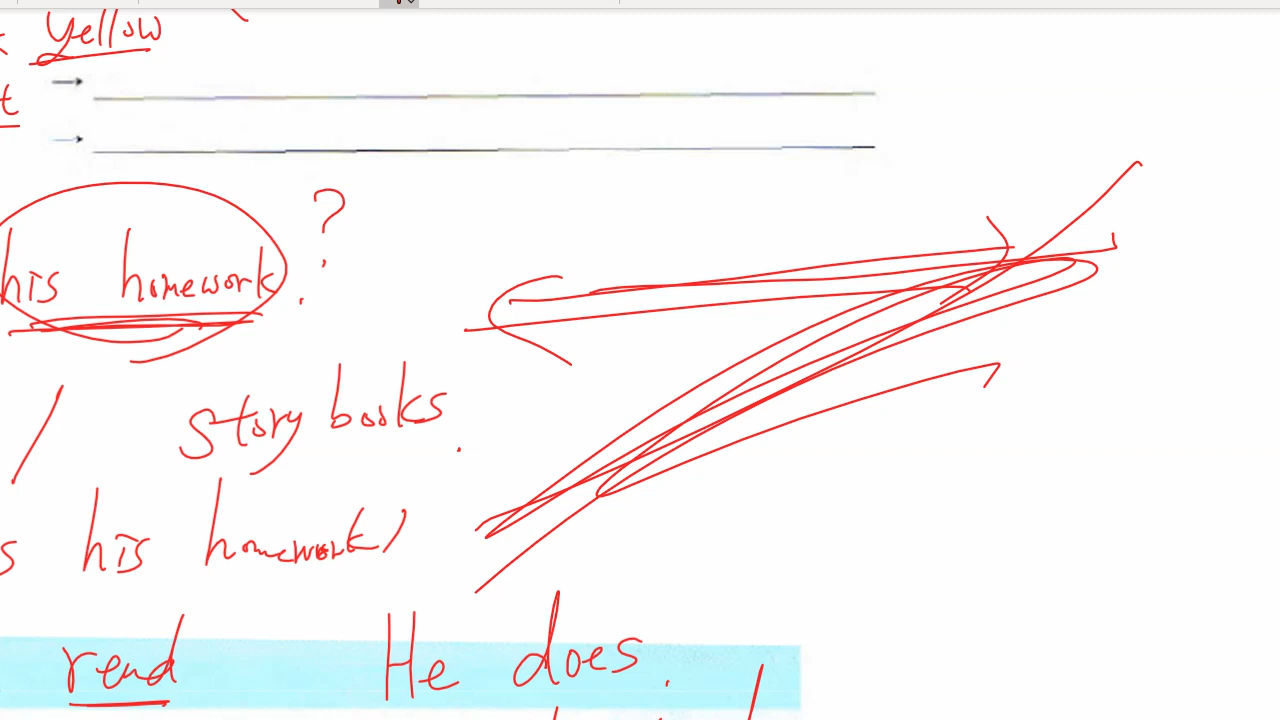 yellow
t
his homework. ?
story books.
s his homework)
read He does.